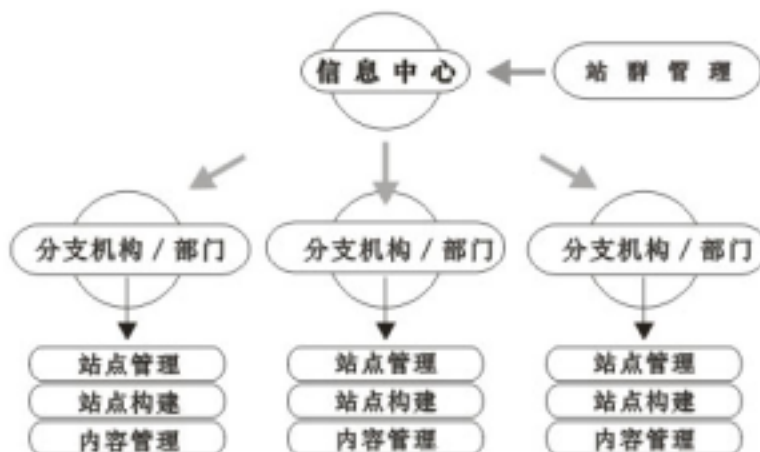 信息中心
站群管理
分支机构 / 部门
分支机构 / 部门
分支机构 / 部门
站点管理
站点构建
内容管理
站点管理
站点构建
内容管理
站点管理
站点构建
内容管理